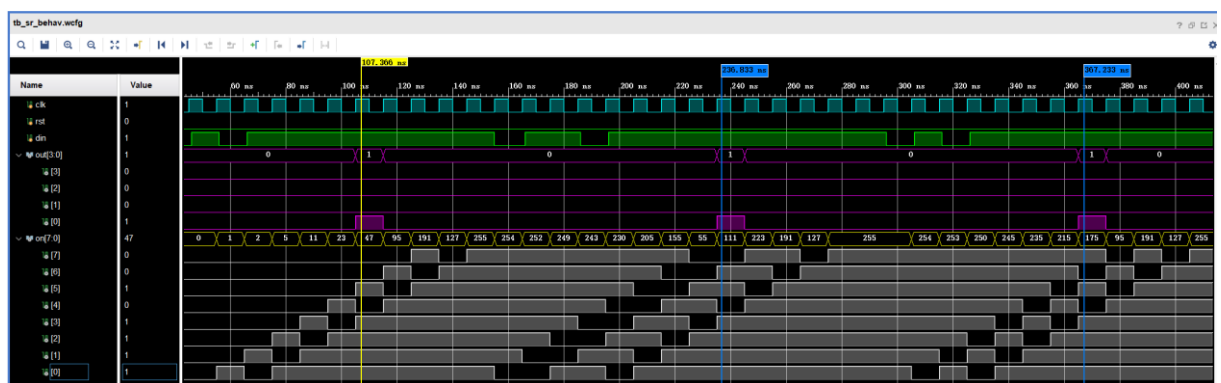 tb_sr_behav.wcfg
107.366 ns
236.833 ns
367.233 ns
Name Value
60 ns 80 ns 100 ns 120 ns 140 ns 160 ns 180 ns 200 ns 220 ns 240 ns 260 ns 280 ns 300 ns 320 ns 340 ns 360 ns 380 ns 400 ns
clk 1
rst 0
din 1
out[3:0] 1 0 1 0 1 0 1 0
[3] 0
[2] 0
[1] 0
[0] 1
on[7:0] 47 0 1 2 5 11 23 47 95 191 127 255 254 252 249 243 230 205 155 55 111 223 191 127 255 254 253 250 245 235 215 175 95 191 127 255
[7] 0
[6] 0
[5] 1
[4] 0
[3] 1
[2] 1
[1] 1
[0] 1